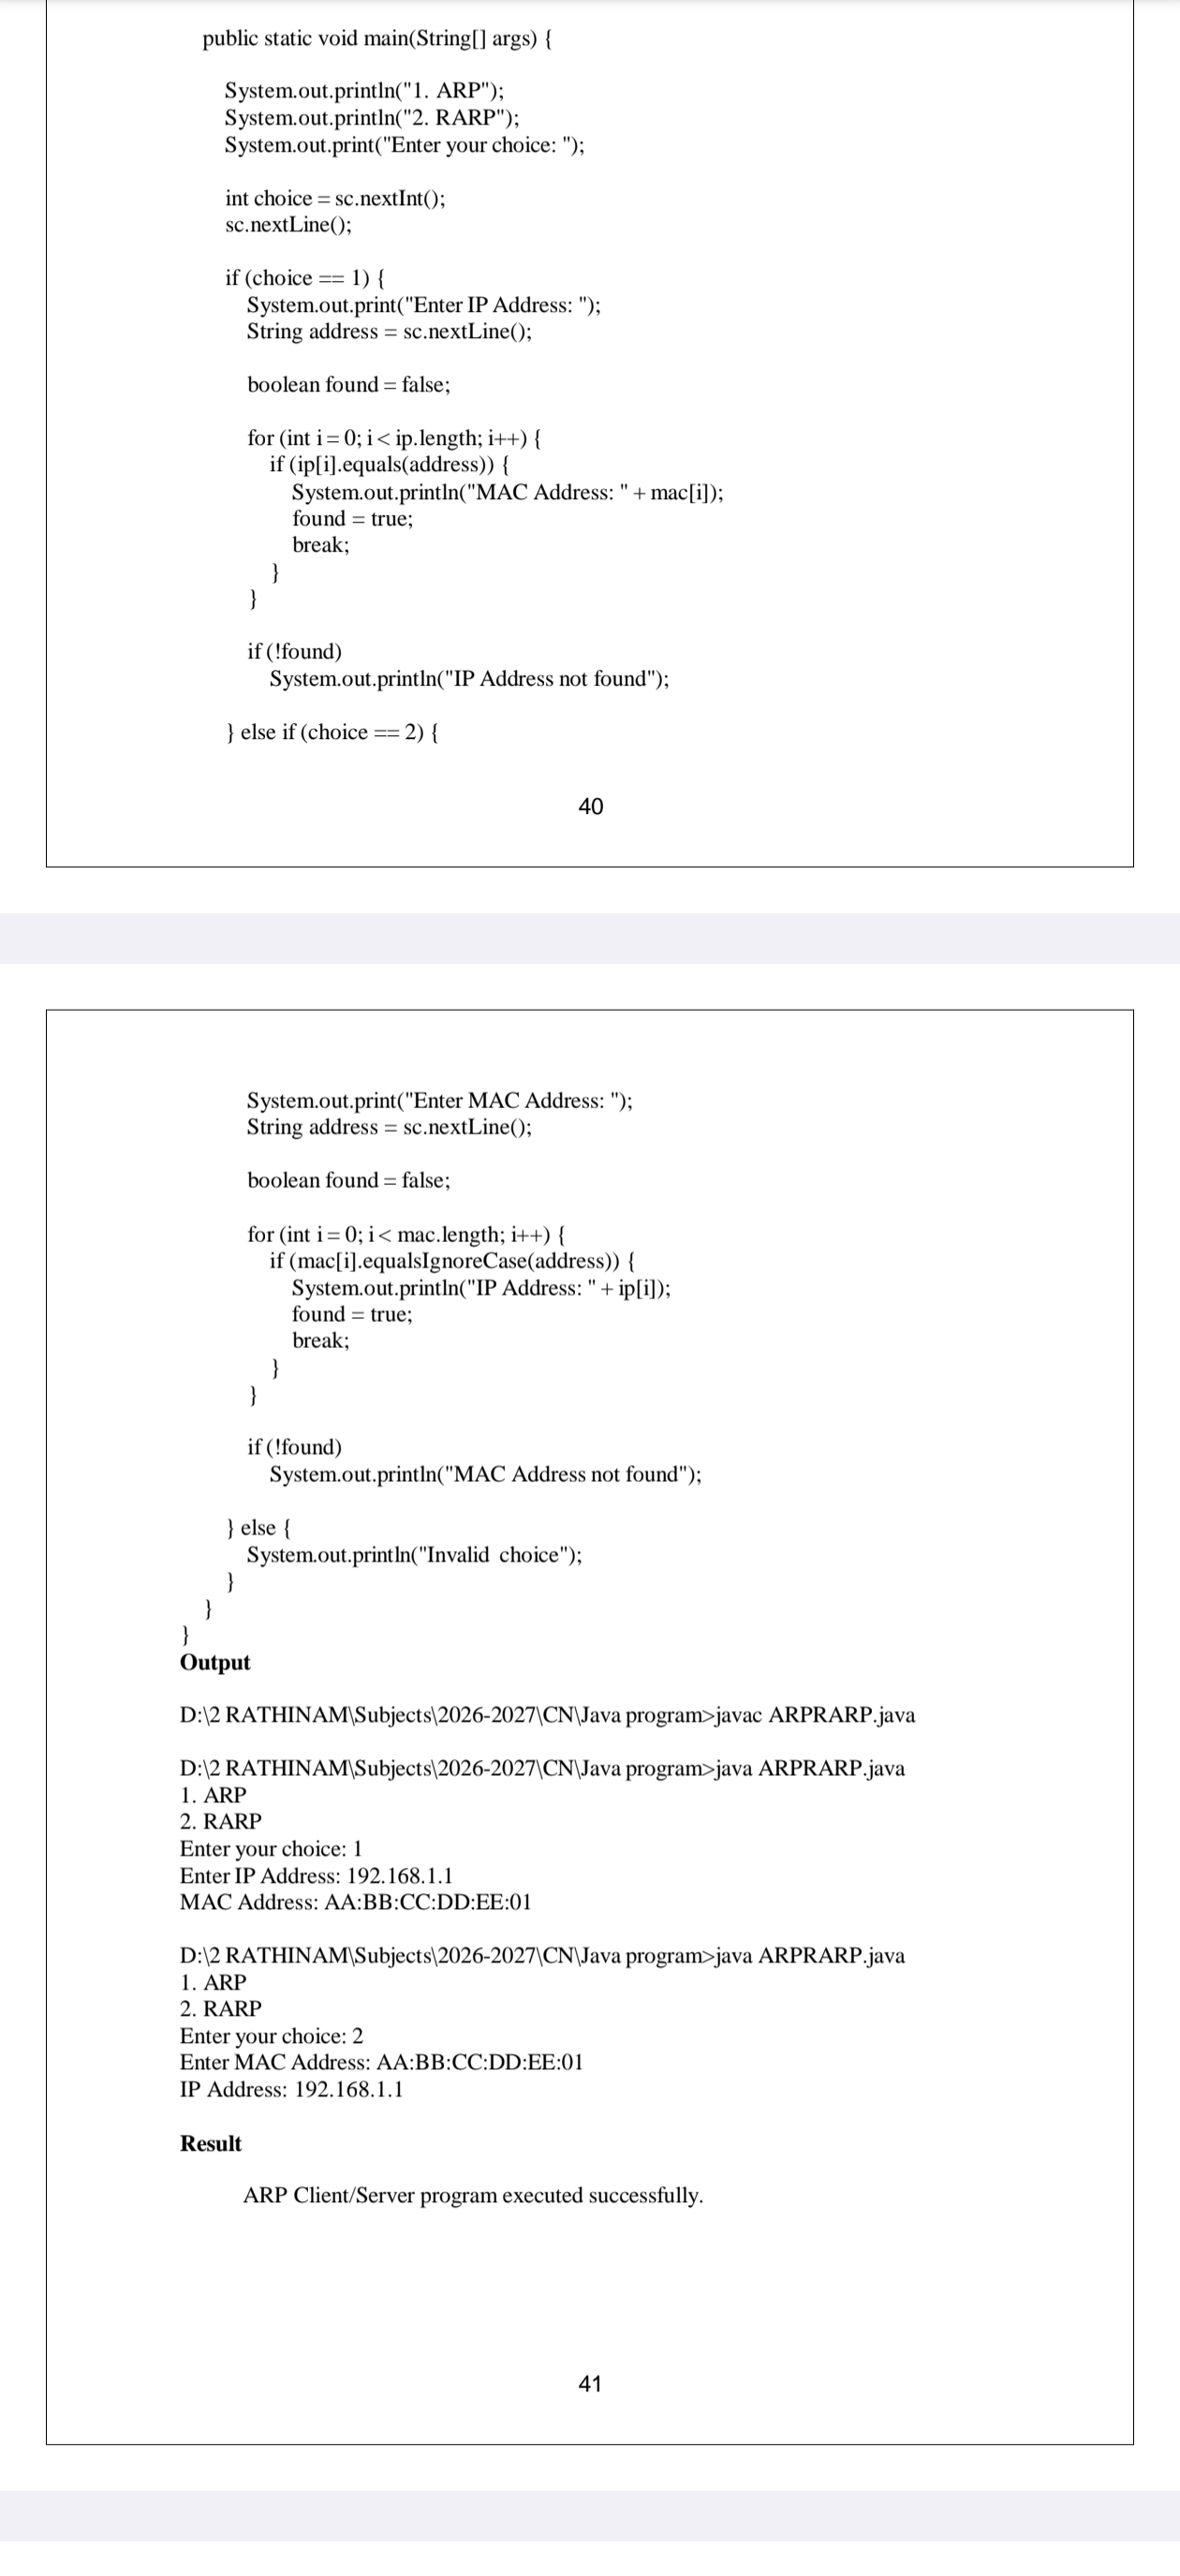 public static void main(String[] args) {
System.out.println("1. ARP");
System.out.println("2. RARP");
System.out.print("Enter your choice: ");
int choice = sc.nextInt();
sc.nextLine();
if (choice == 1) {
System.out.print("Enter IP Address: ");
String address = sc.nextLine();
boolean found = false;
for (int i = 0; i < ip.length; i++) {
if (ip[i].equals(address)) {
System.out.println("MAC Address: " + mac[i]);
found = true;
break;
}
}
if (!found)
System.out.println("IP Address not found");
} else if (choice == 2) {
40
System.out.print("Enter MAC Address: ");
String address = sc.nextLine();
boolean found = false;
for (int i = 0; i < mac.length; i++) {
if (mac[i].equalsIgnoreCase(address)) {
System.out.println("IP Address: " + ip[i]);
found = true;
break;
}
}
if (!found)
System.out.println("MAC Address not found");
} else {
System.out.println("Invalid choice");
}
}
}
Output
D:\2 RATHINAM\Subjects\2026-2027\CN\Java program>javac ARPRARP.java
D:\2 RATHINAM\Subjects\2026-2027\CN\Java program>java ARPRARP.java
1. ARP
2. RARP
Enter your choice: 1
Enter IP Address: 192.168.1.1
MAC Address: AA:BB:CC:DD:EE:01
D:\2 RATHINAM\Subjects\2026-2027\CN\Java program>java ARPRARP.java
1. ARP
2. RARP
Enter your choice: 2
Enter MAC Address: AA:BB:CC:DD:EE:01
IP Address: 192.168.1.1
Result
ARP Client/Server program executed successfully.
41